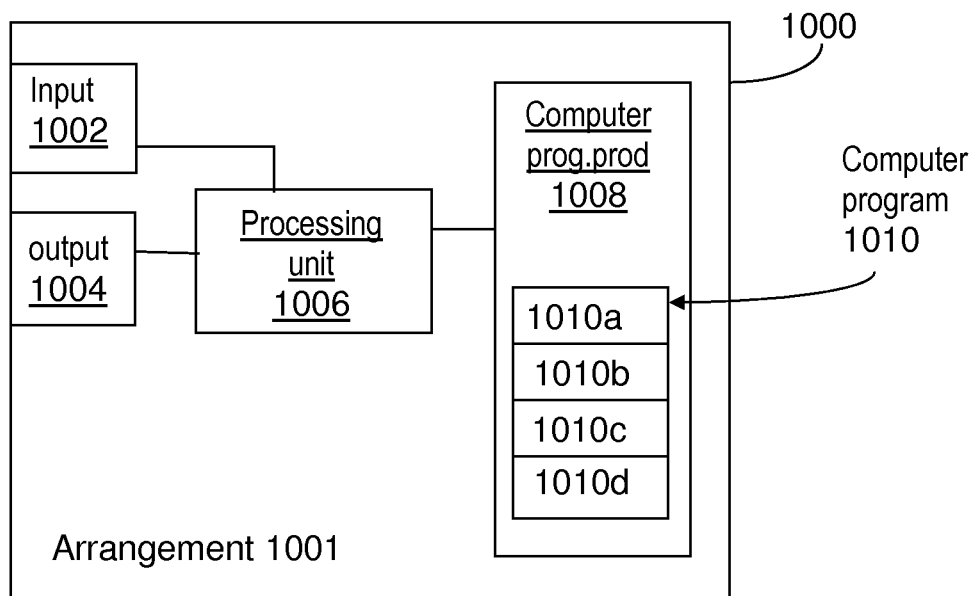 1000
Input
1002
output
1004
Processing
unit
1006
Computer
prog.prod
1008
Computer
program
1010
1010a
1010b
1010c
1010d
Arrangement 1001